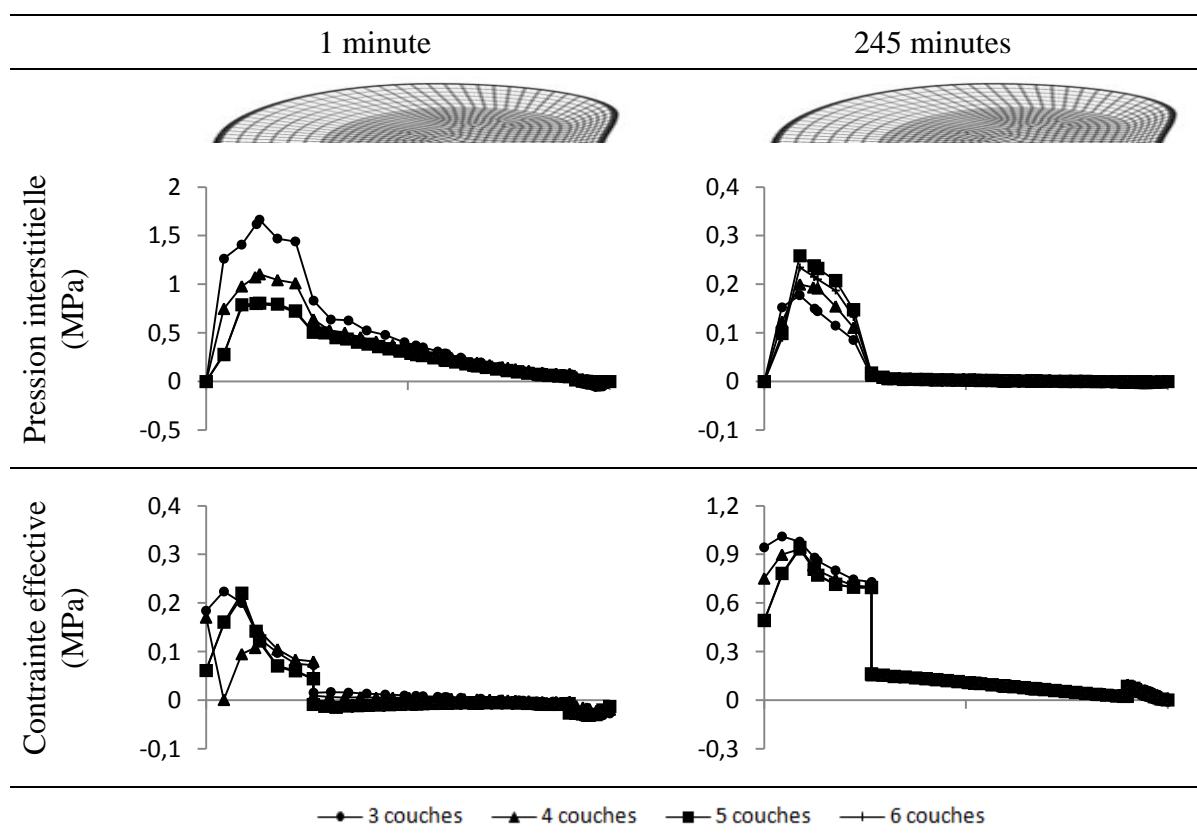 1 minute
245 minutes
Pression interstitielle
(MPa)
2
1,5
1
0,5
0
-0,5
0,4
0,3
0,2
0,1
0
-0,1
Contrainte effective
(MPa)
0,4
0,3
0,2
0,1
0
-0,1
1,2
0,9
0,6
0,3
0
-0,3
3 couches
4 couches
5 couches
6 couches